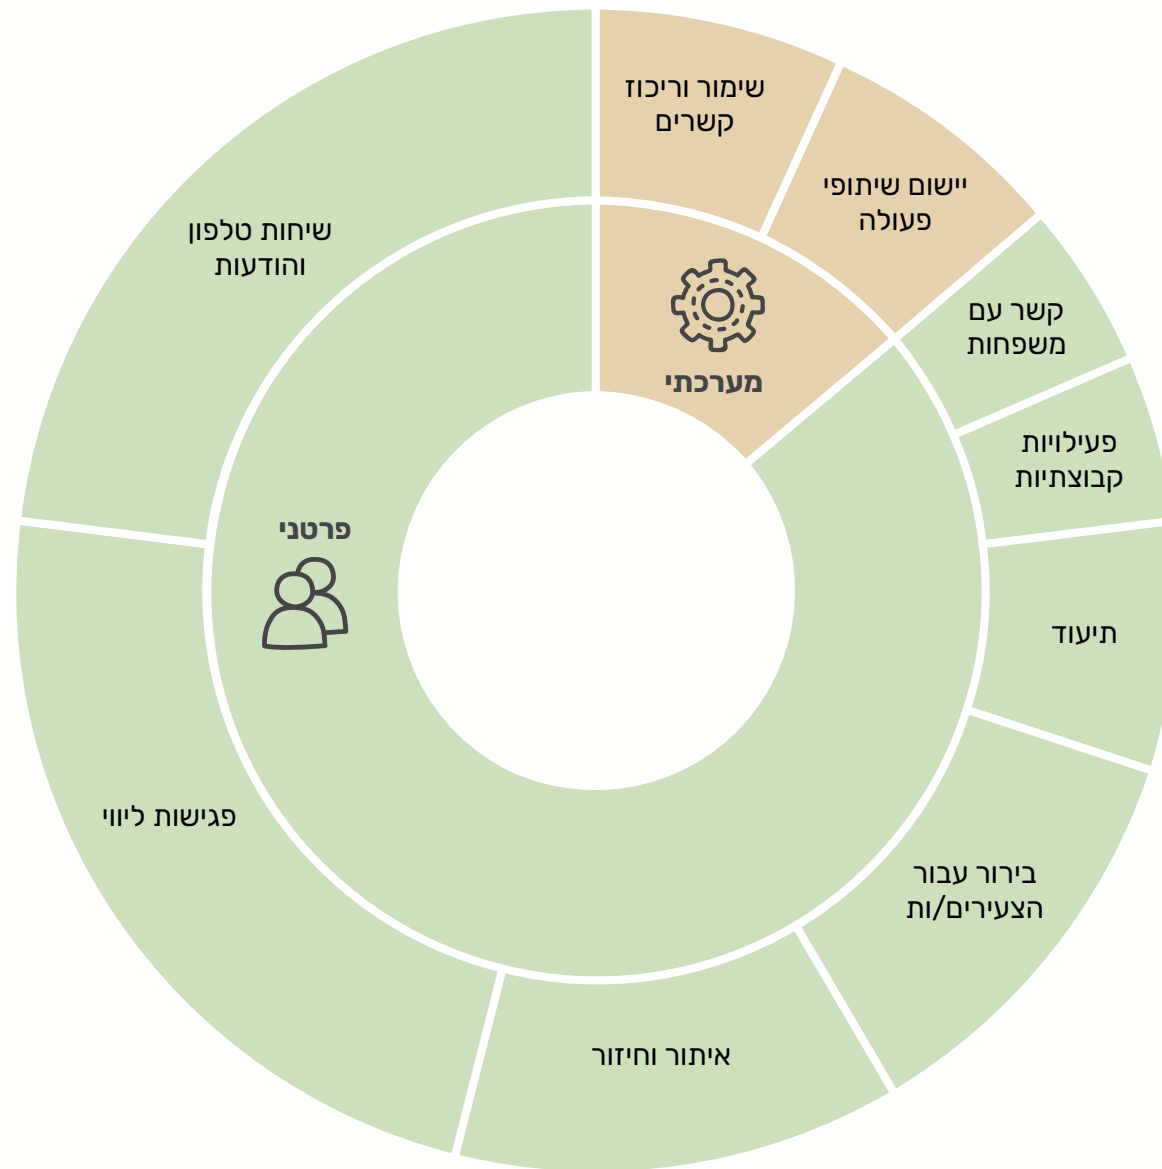 שימור וריכוז
קשרים
יישום שיתופי
פעולה
קשר עם
משפחות
פעילויות
קבוצתיות
תיעוד
בירור עבור
הצעירים/ות
איתור וחיזור
פגישות ליווי
שיחות טלפון
והודעות
מערכתי
פרטני